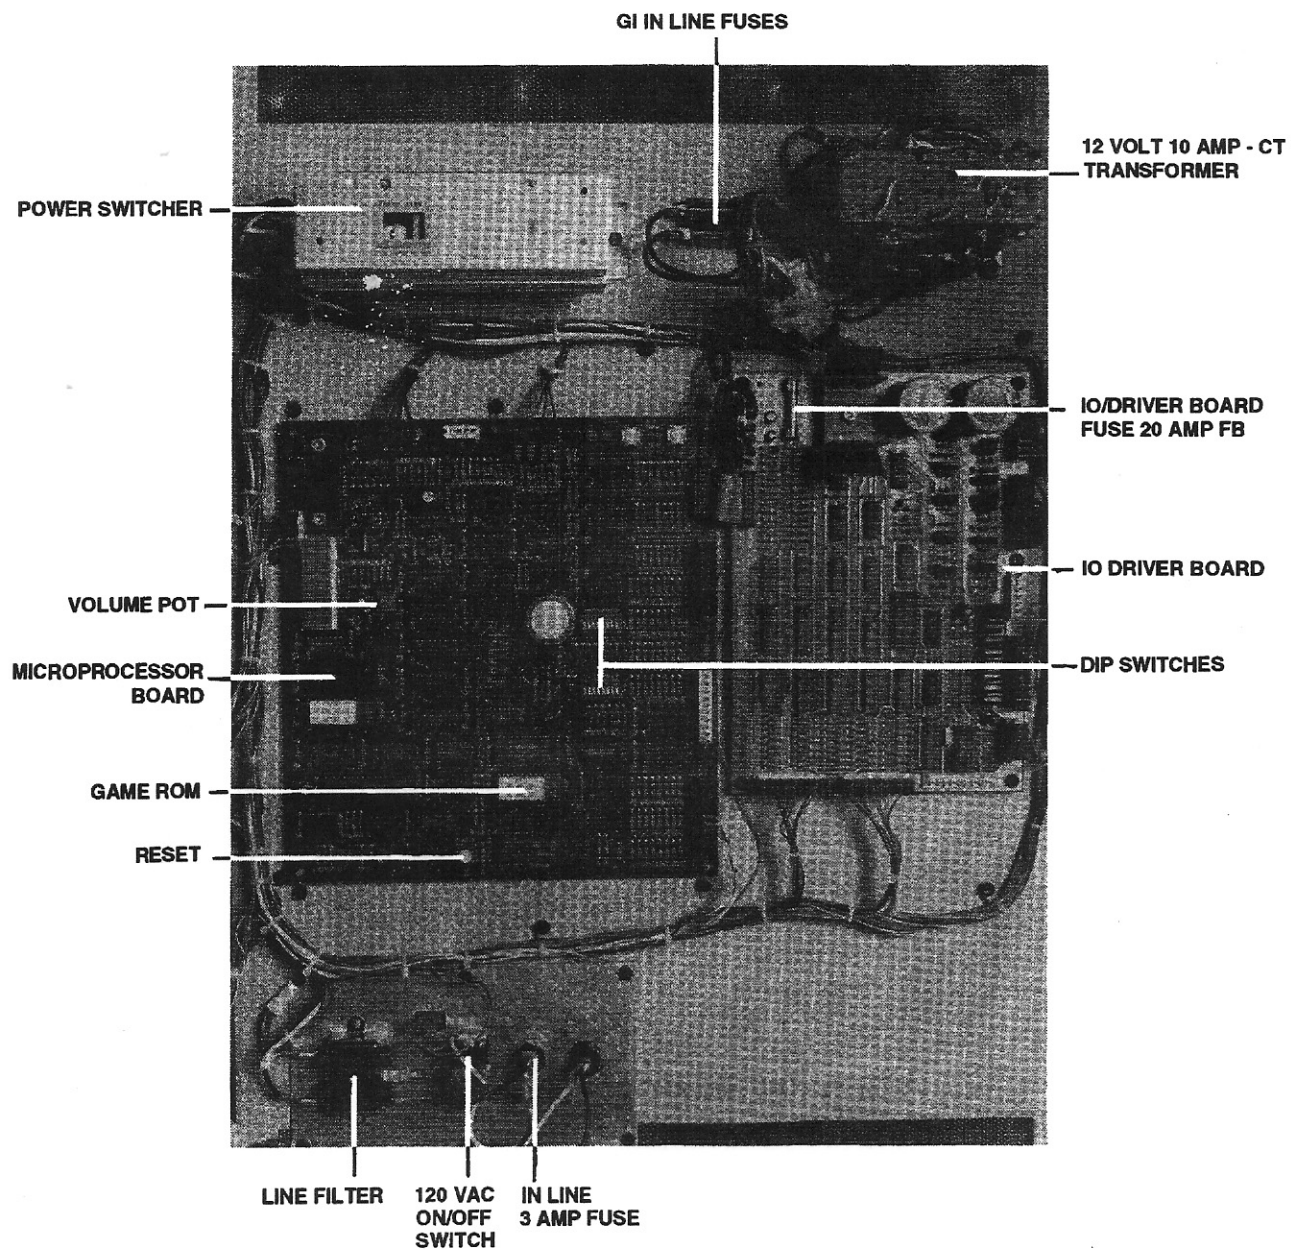 GI IN LINE FUSES
12 VOLT 10 AMP - CT
TRANSFORMER
POWER SWITCHER
IO/DRIVER BOARD
FUSE 20 AMP FB
IO DRIVER BOARD
VOLUME POT
DIP SWITCHES
MICROPROCESSOR
BOARD
GAME ROM
RESET
LINE FILTER
120 VAC
ON/OFF
SWITCH
IN LINE
3 AMP FUSE